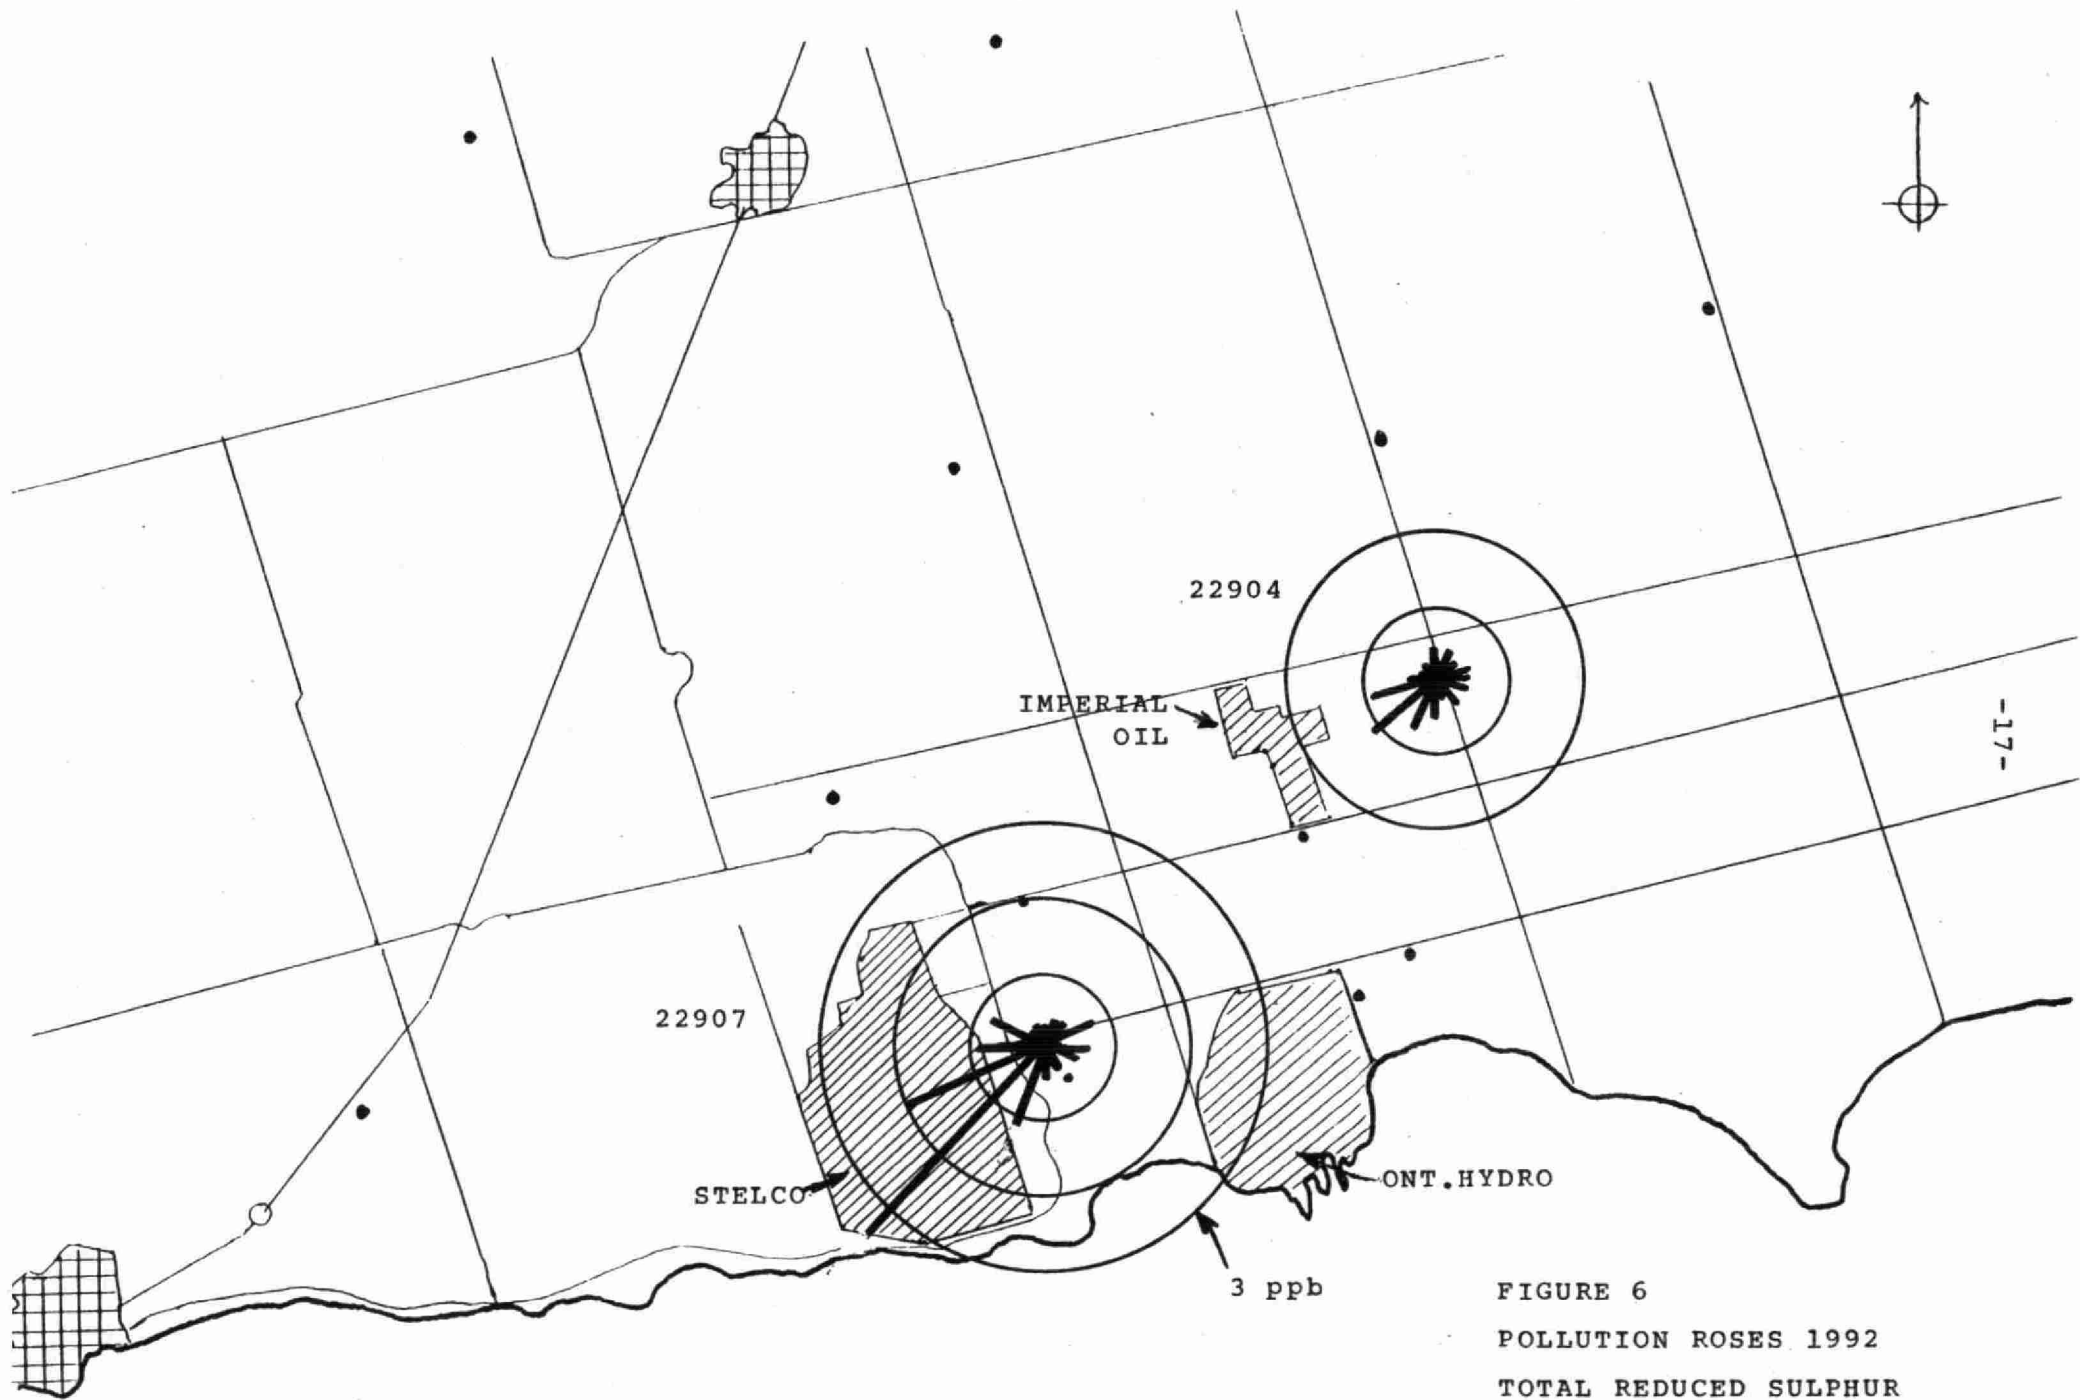 22904
IMPERIAL
OIL
-17-
22907
STELCO
ONT.HYDRO
3 ppb
FIGURE 6
POLLUTION ROSES 1992
TOTAL REDUCED SULPHUR